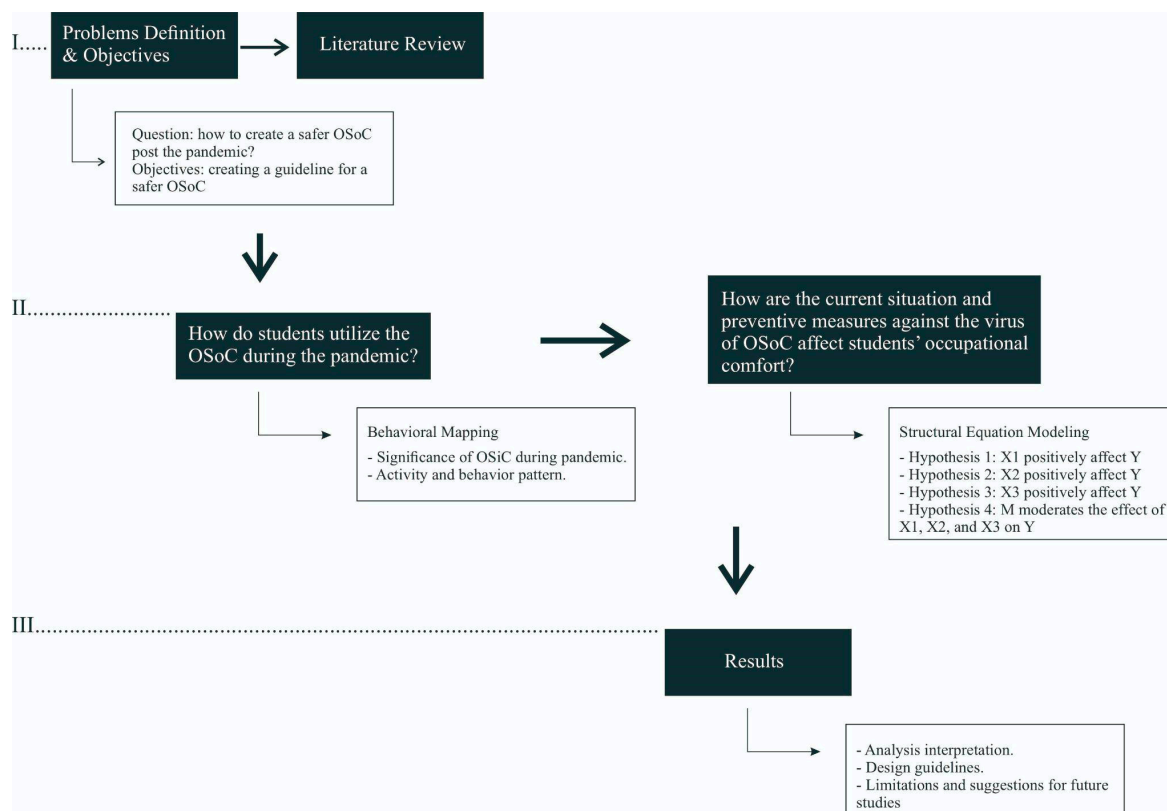 I.....
Problems Definition
& Objectives
Literature Review
Question: how to create a safer OSoC
post the pandemic?
Objectives: creating a guideline for a
safer OSoC
II........................
How do students utilize the
OSoC during the pandemic?
How are the current situation and
preventive measures against the virus
of OSoC affect students’ occupational
comfort?
Behavioral Mapping
- Significance of OSiC during pandemic.
- Activity and behavior pattern.
Structural Equation Modeling
- Hypothesis 1: X1 positively affect Y
- Hypothesis 2: X2 positively affect Y
- Hypothesis 3: X3 positively affect Y
- Hypothesis 4: M moderates the effect of
X1, X2, and X3 on Y
III....................................................................................................................
Results
- Analysis interpretation.
- Design guidelines.
- Limitations and suggestions for future
studies